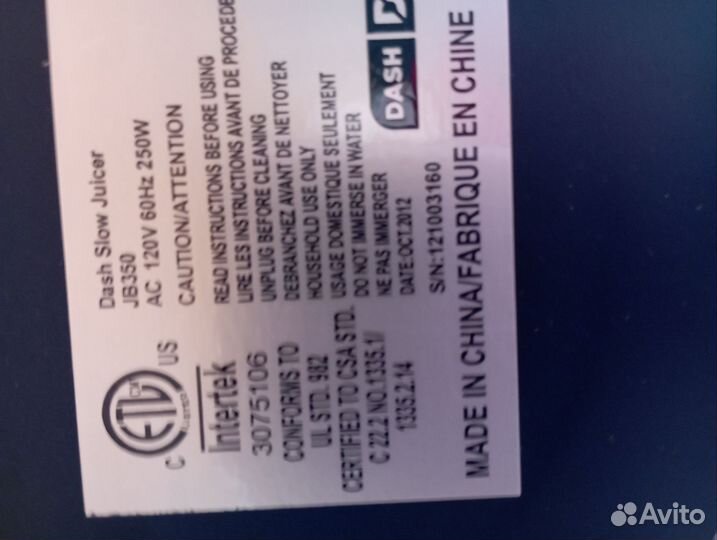 Dash Slow Juicer
JB350
AC 120V 60Hz 250W
CAUTION/ATTENTION
READ INSTRUCTIONS BEFORE USING
LIRE LES INSTRUCTIONS AVANT DE PROCEDE
UNPLUG BEFORE CLEANING
DEBRANCHEZ AVANT DE NETTOYER
HOUSEHOLD USE ONLY
USAGE DOMESTIQUE SEULEMENT
DO NOT IMMERSE IN WATER
NE PAS IMMERGER
DATE:OCT.2012
S/N:121003160
DASH
C ETL US
LISTED
CM
Intertek
3075106
CONFORMS TO
UL STD. 982
CERTIFIED TO CSA STD.
C 22.2 NO.1335.1/
1335.2.14
MADE IN CHINA/FABRIQUE EN CHINE
Avito